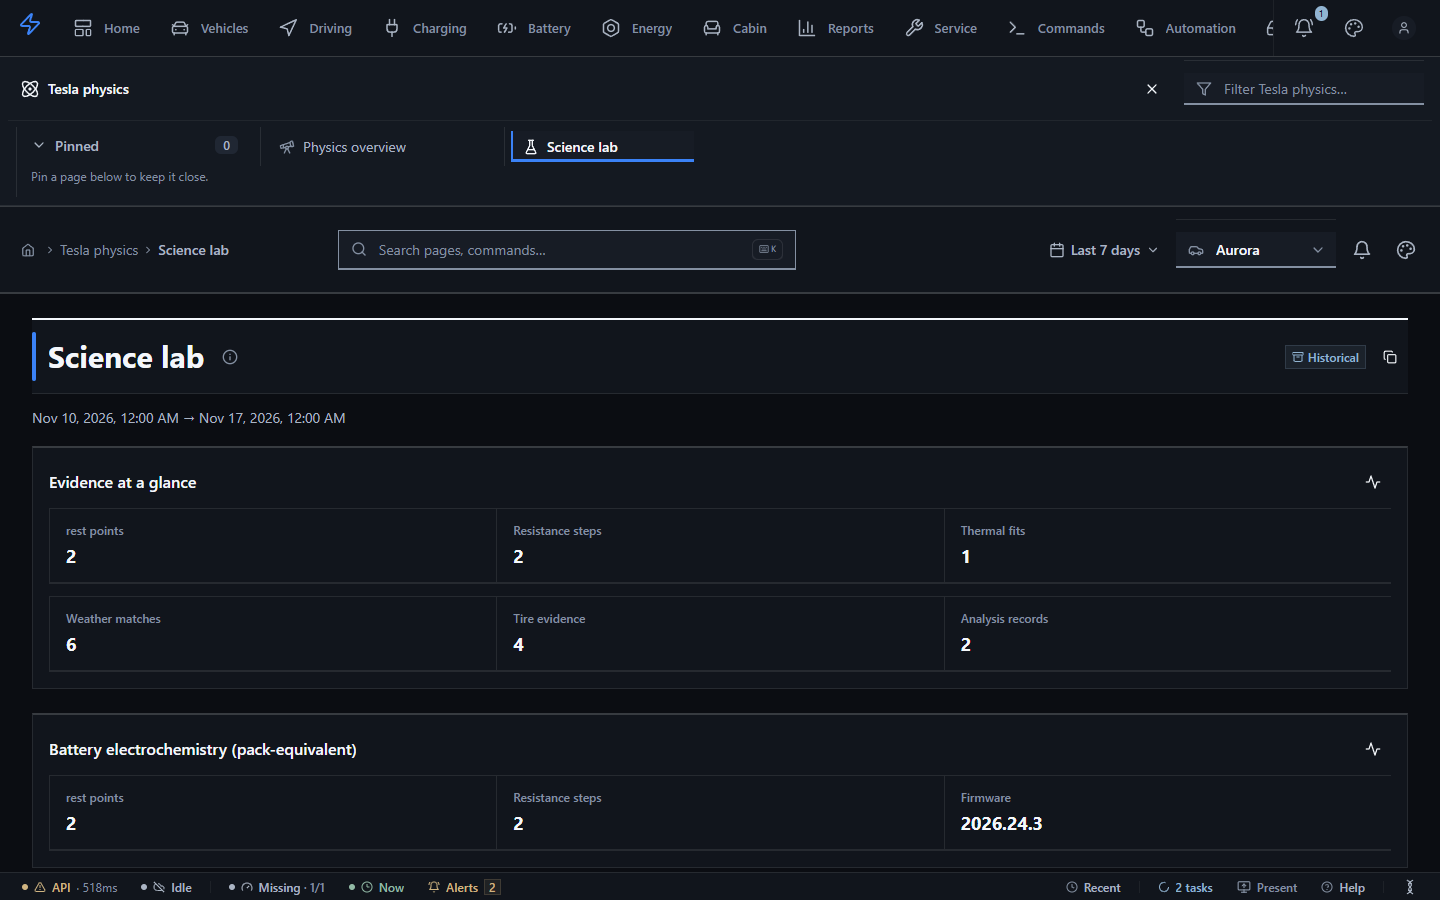 Home Vehicles Driving Charging Battery Energy Cabin Reports Service Commands Automation 1
Tesla physics
Filter Tesla physics...
Pinned 0
Physics overview
Science lab
Pin a page below to keep it close.
Tesla physics Science lab
Search pages, commands...
K
Last 7 days
Aurora
Science lab
Historical
Nov 10, 2026, 12:00 AM → Nov 17, 2026, 12:00 AM
Evidence at a glance
rest points Resistance steps Thermal fits
2 2 1
Weather matches Tire evidence Analysis records
6 4 2
Battery electrochemistry (pack-equivalent)
rest points Resistance steps Firmware
2 2 2026.24.3
API · 518ms Idle Missing · 1/1 Now Alerts 2 Recent 2 tasks Present Help